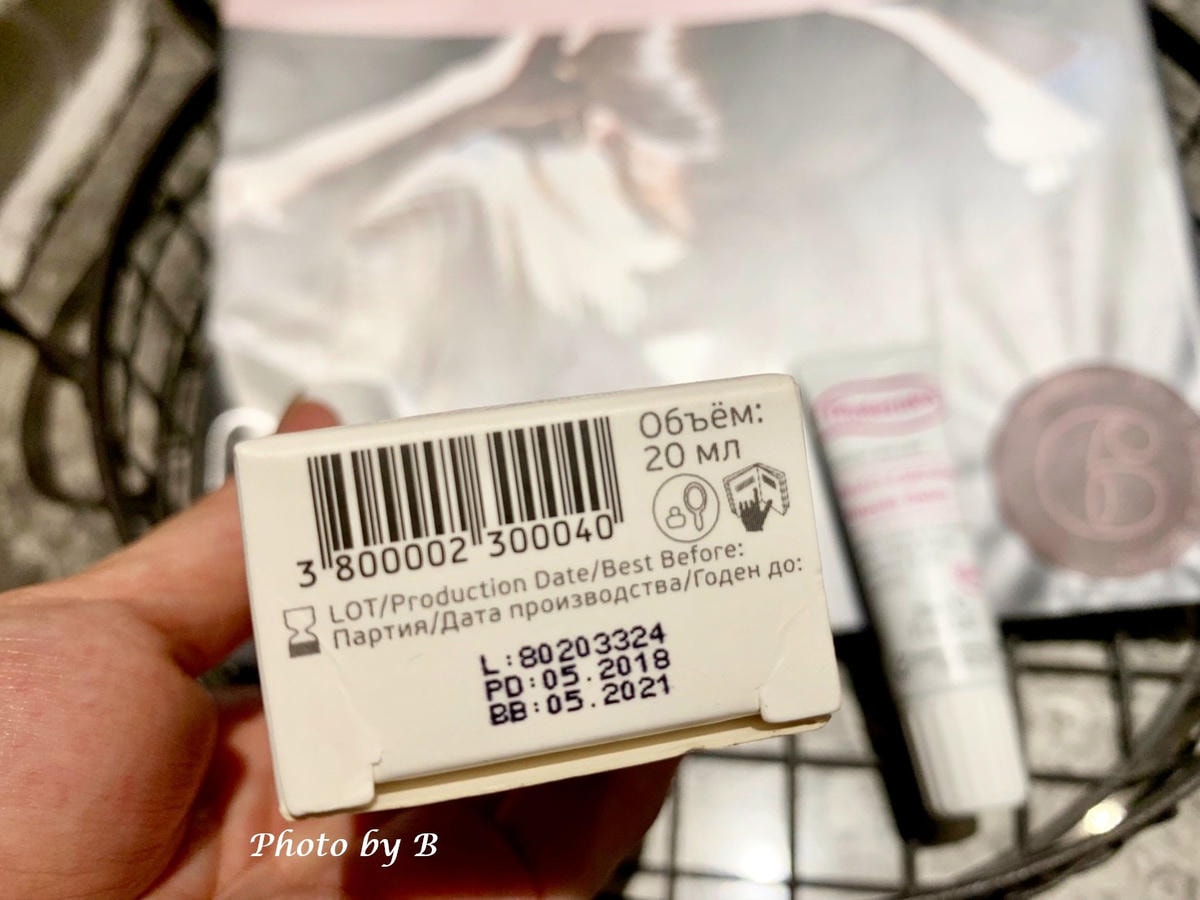 Объём:
20 мл
3 800002 300040
LOT/Production Date/Best Before:
Партия/Дата производства/Годен до:
L:80203324
PD:05.2018
BB:05.2021
Photo by B